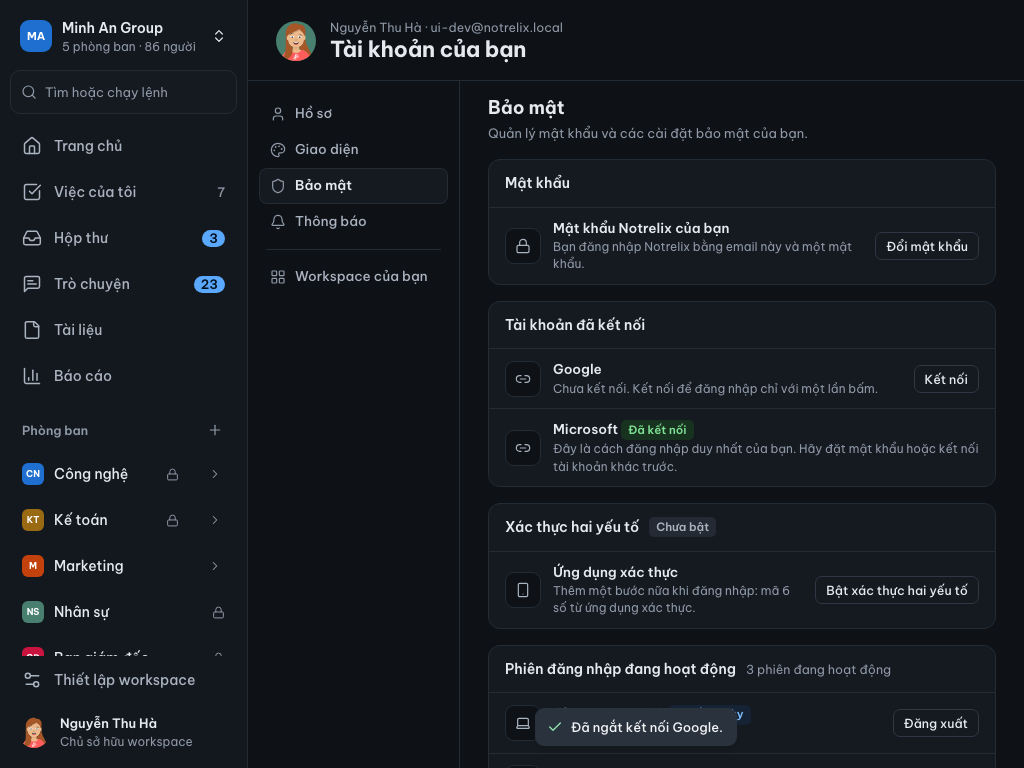 MA
Minh An Group
5 phòng ban · 86 người
Tìm hoặc chạy lệnh
Trang chủ
Việc của tôi 7
Hộp thư 3
Trò chuyện 23
Tài liệu
Báo cáo
Phòng ban
CN Công nghệ
KT Kế toán
M Marketing
NS Nhân sự
Thiết lập workspace
Nguyễn Thu Hà
Chủ sở hữu workspace
Nguyễn Thu Hà · ui-dev@notrelix.local
Tài khoản của bạn
Hồ sơ
Giao diện
Bảo mật
Thông báo
Workspace của bạn
Bảo mật
Quản lý mật khẩu và các cài đặt bảo mật của bạn.
Mật khẩu
Mật khẩu Notrelix của bạn
Bạn đăng nhập Notrelix bằng email này và một mật
khẩu.
Đổi mật khẩu
Tài khoản đã kết nối
Google
Chưa kết nối. Kết nối để đăng nhập chỉ với một lần bấm.
Kết nối
Microsoft Đã kết nối
Đây là cách đăng nhập duy nhất của bạn. Hãy đặt mật khẩu hoặc kết nối
tài khoản khác trước.
Xác thực hai yếu tố Chưa bật
Ứng dụng xác thực
Thêm một bước nữa khi đăng nhập: mã 6
số từ ứng dụng xác thực.
Bật xác thực hai yếu tố
Phiên đăng nhập đang hoạt động 3 phiên đang hoạt động
Đăng xuất
Đã ngắt kết nối Google.